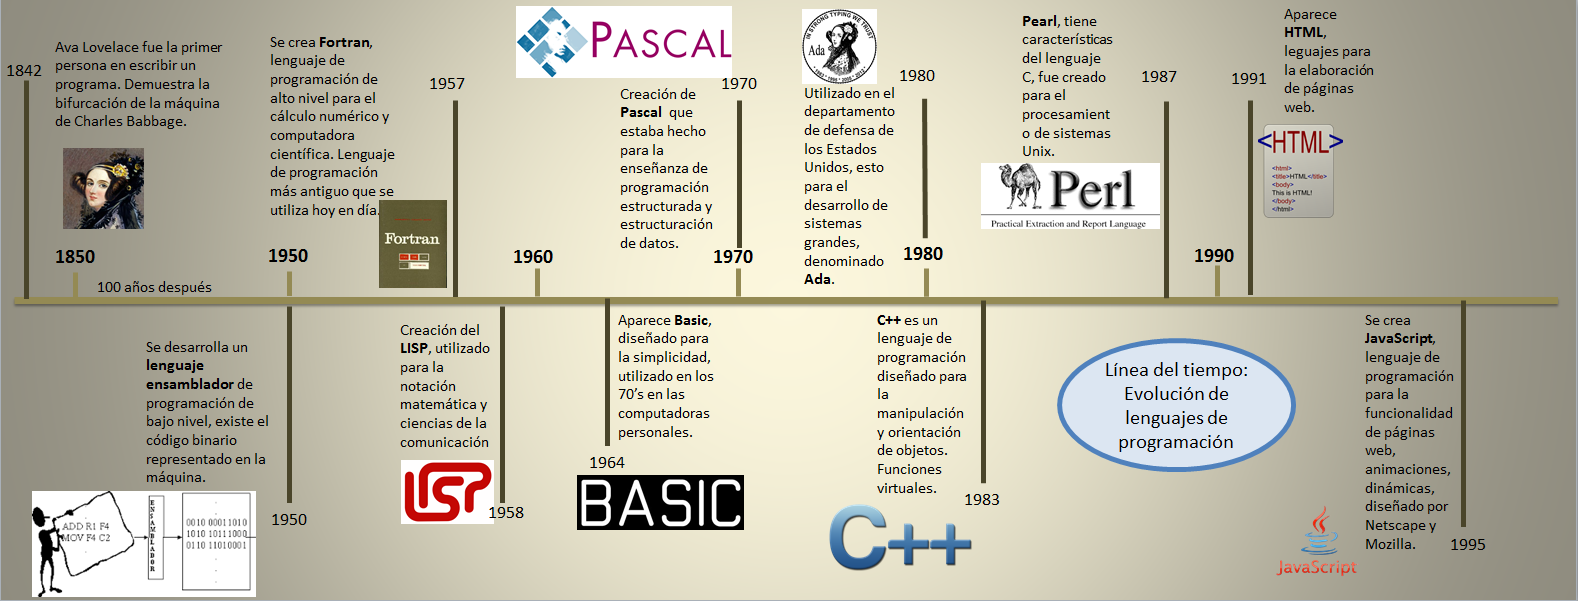 1842
Ava Lovelace fue la primer
persona en escribir un
programa. Demuestra la
bifurcación de la máquina
de Charles Babbage.
1850
100 años después
Se crea Fortran,
lenguaje de
programación de
alto nivel para el
cálculo numérico y
computadora
científica. Lenguaje
de programación
más antiguo que se
utiliza hoy en día.
Fortran
1950
1957
PASCAL
1960
Creación de
Pascal que
estaba hecho
para la
enseñanza de
programación
estructurada y
estructuración
de datos.
1970
1970
IN STRONG TYPING WE TRUST
Ada
Utilizado en el
departamento
de defensa de
los Estados
Unidos, esto
para el
desarrollo de
sistemas
grandes,
denominado
Ada.
1980
1980
Pearl, tiene
características
del lenguaje
C, fue creado
para el
procesamient
o de sistemas
Unix.
Perl
Practical Extraction and Report Language
1987
1990
1991
Aparece
HTML,
leguajes para
la elaboración
de páginas
web.
<HTML>
<html>
<title>HTML</title>
<body>
This is HTML!
</body>
</html>
Se desarrolla un
lenguaje
ensamblador de
programación de
bajo nivel, existe el
código binario
representado en la
máquina.
ADD R1 F4
MOV F4 C2
ENSAMBLADOR
0010 00011010
1010 10111000
0110 11010001
1950
Creación del
LISP, utilizado
para la
notación
matemática y
ciencias de la
comunicación
LISP
1958
Aparece Basic,
diseñado para
la simplicidad,
utilizado en los
70’s en las
computadoras
personales.
1964
BASIC
C++ es un
lenguaje de
programación
diseñado para
la
manipulación
y orientación
de objetos.
Funciones
virtuales.
1983
C++
Línea del tiempo:
Evolución de
lenguajes de
programación
Se crea
JavaScript,
lenguaje de
programación
para la
funcionalidad
de páginas
web,
animaciones,
dinámicas,
diseñado por
Netscape y
Mozilla.
1995
JavaScript